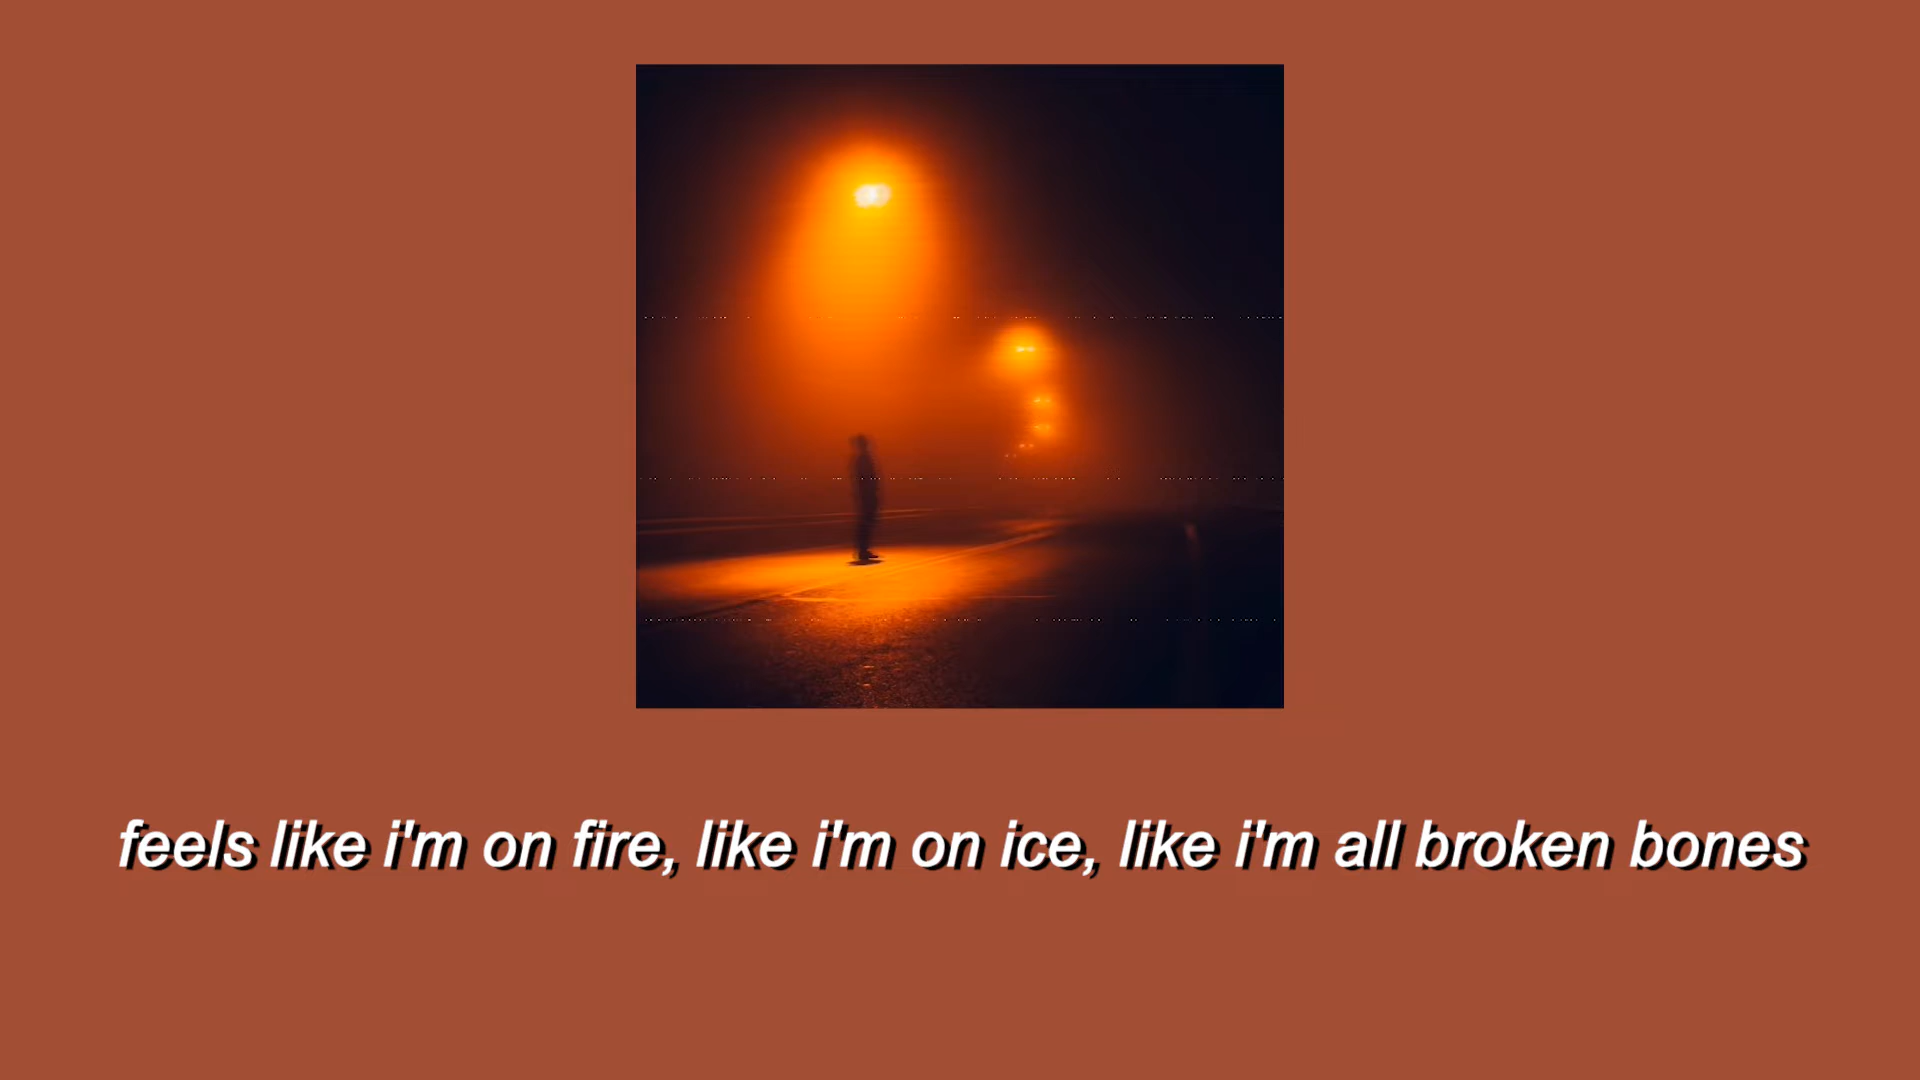 feels like i'm on fire, like i'm on ice, like i'm all broken bones